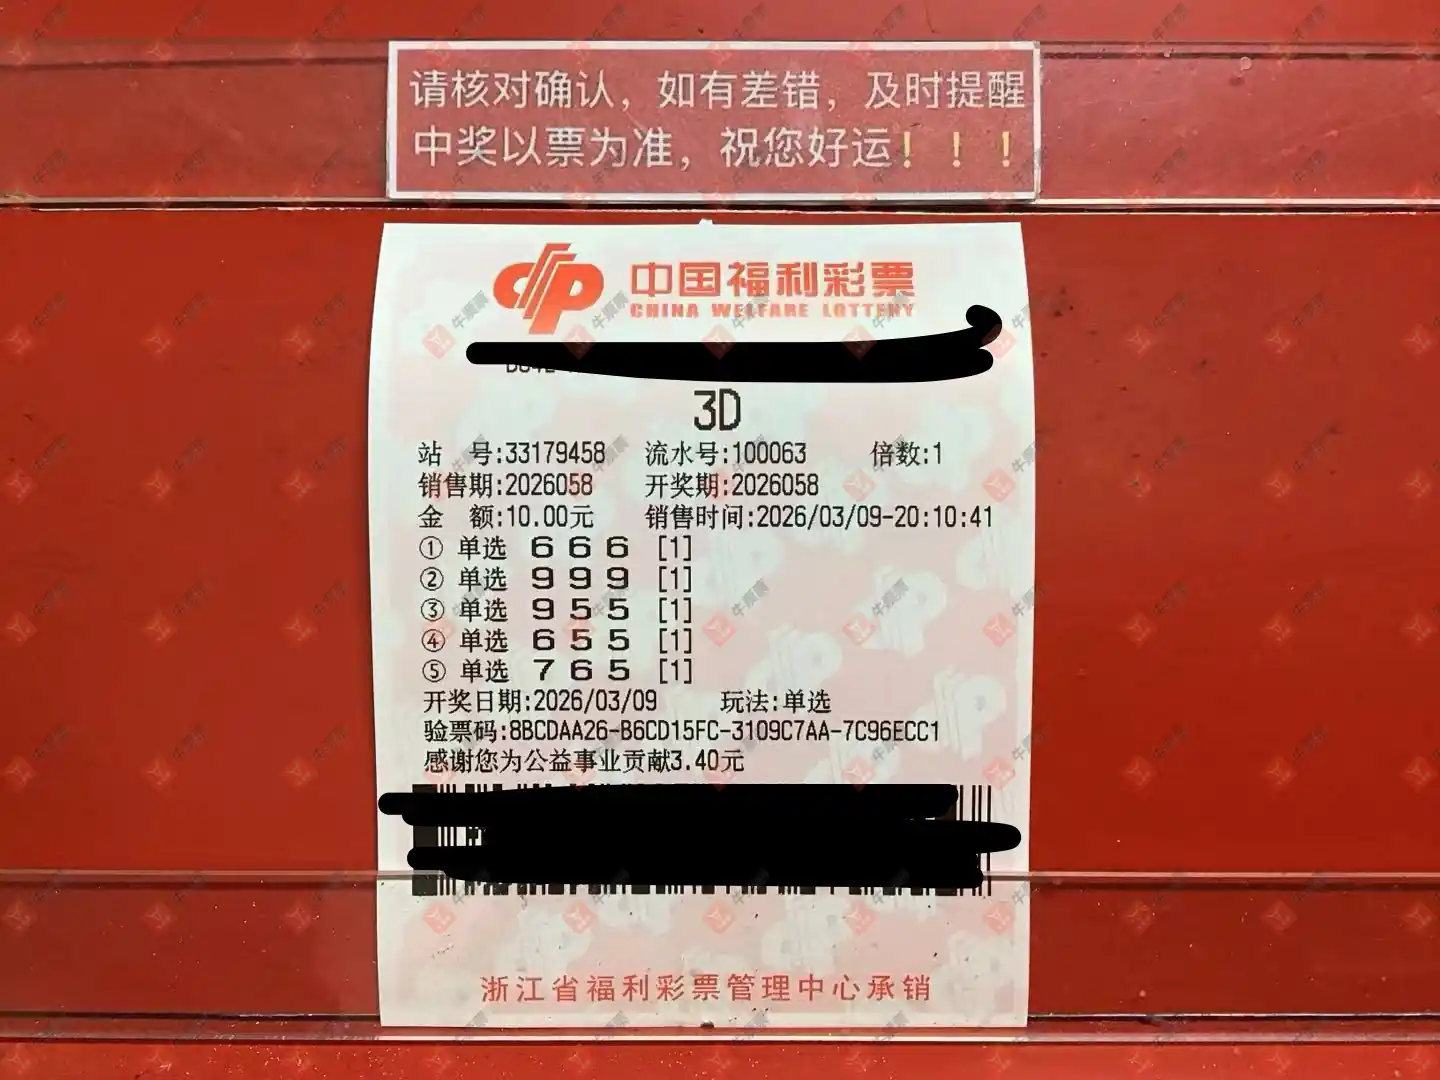 请核对确认，如有差错，及时提醒
中奖以票为准，祝您好运！！！
中国福利彩票
CHINA WELFARE LOTTERY
3D
站 号:33179458 流水号:100063 倍数:1
销售期:2026058 开奖期:2026058
金 额:10.00元 销售时间:2026/03/09-20:10:41
① 单选 6 6 6 [1]
② 单选 9 9 9 [1]
③ 单选 9 5 5 [1]
④ 单选 6 5 5 [1]
⑤ 单选 7 6 5 [1]
开奖日期:2026/03/09 玩法:单选
验票码:8BCDAA26-B6CD15FC-3109C7AA-7C96ECC1
感谢您为公益事业贡献3.40元
浙江省福利彩票管理中心承销
牛票票